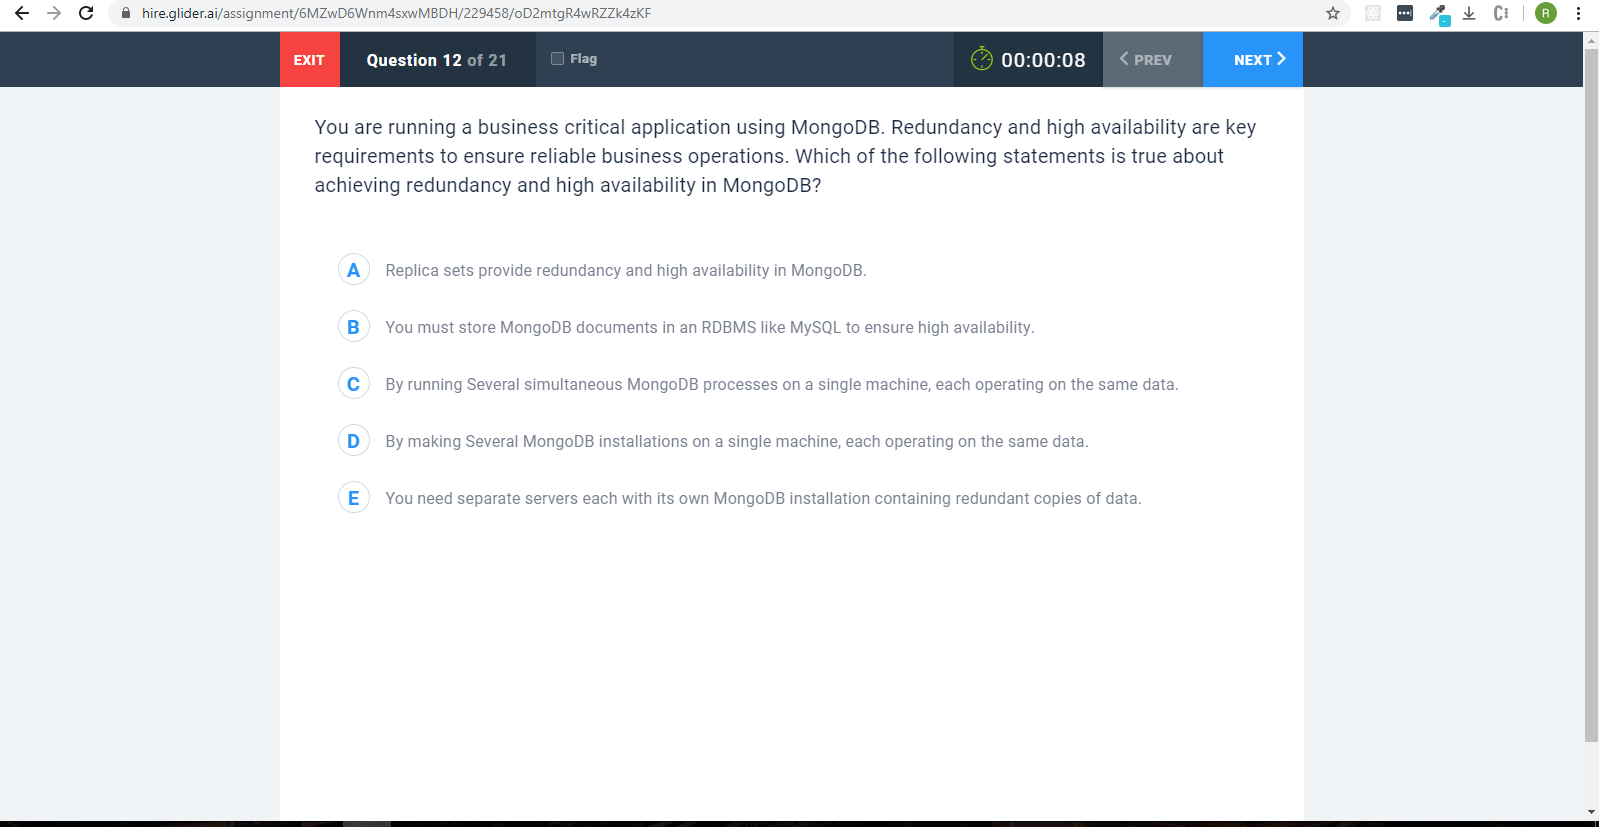 hire.glider.ai/assignment/6MZwD6Wnm4sxwMBDH/229458/oD2mtgR4wRZZk4zKF
R
EXIT
Question 12 of 21
Flag
00:00:08
PREV
NEXT
You are running a business critical application using MongoDB. Redundancy and high availability are key
requirements to ensure reliable business operations. Which of the following statements is true about
achieving redundancy and high availability in MongoDB?
A Replica sets provide redundancy and high availability in MongoDB.
B You must store MongoDB documents in an RDBMS like MySQL to ensure high availability.
C By running Several simultaneous MongoDB processes on a single machine, each operating on the same data.
D By making Several MongoDB installations on a single machine, each operating on the same data.
E You need separate servers each with its own MongoDB installation containing redundant copies of data.